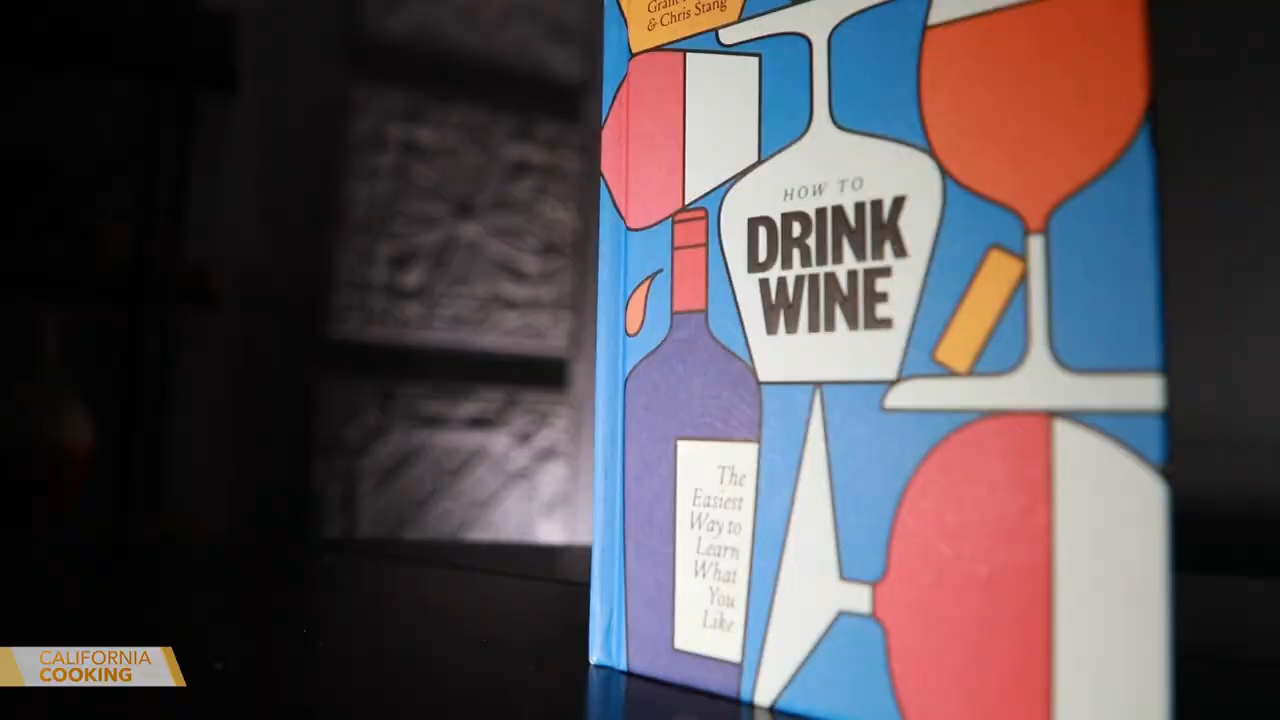 & Chris Stang
HOW TO
DRINK
WINE
The
Easiest
Way to
Learn
What
You
Like
CALIFORNIA
COOKING